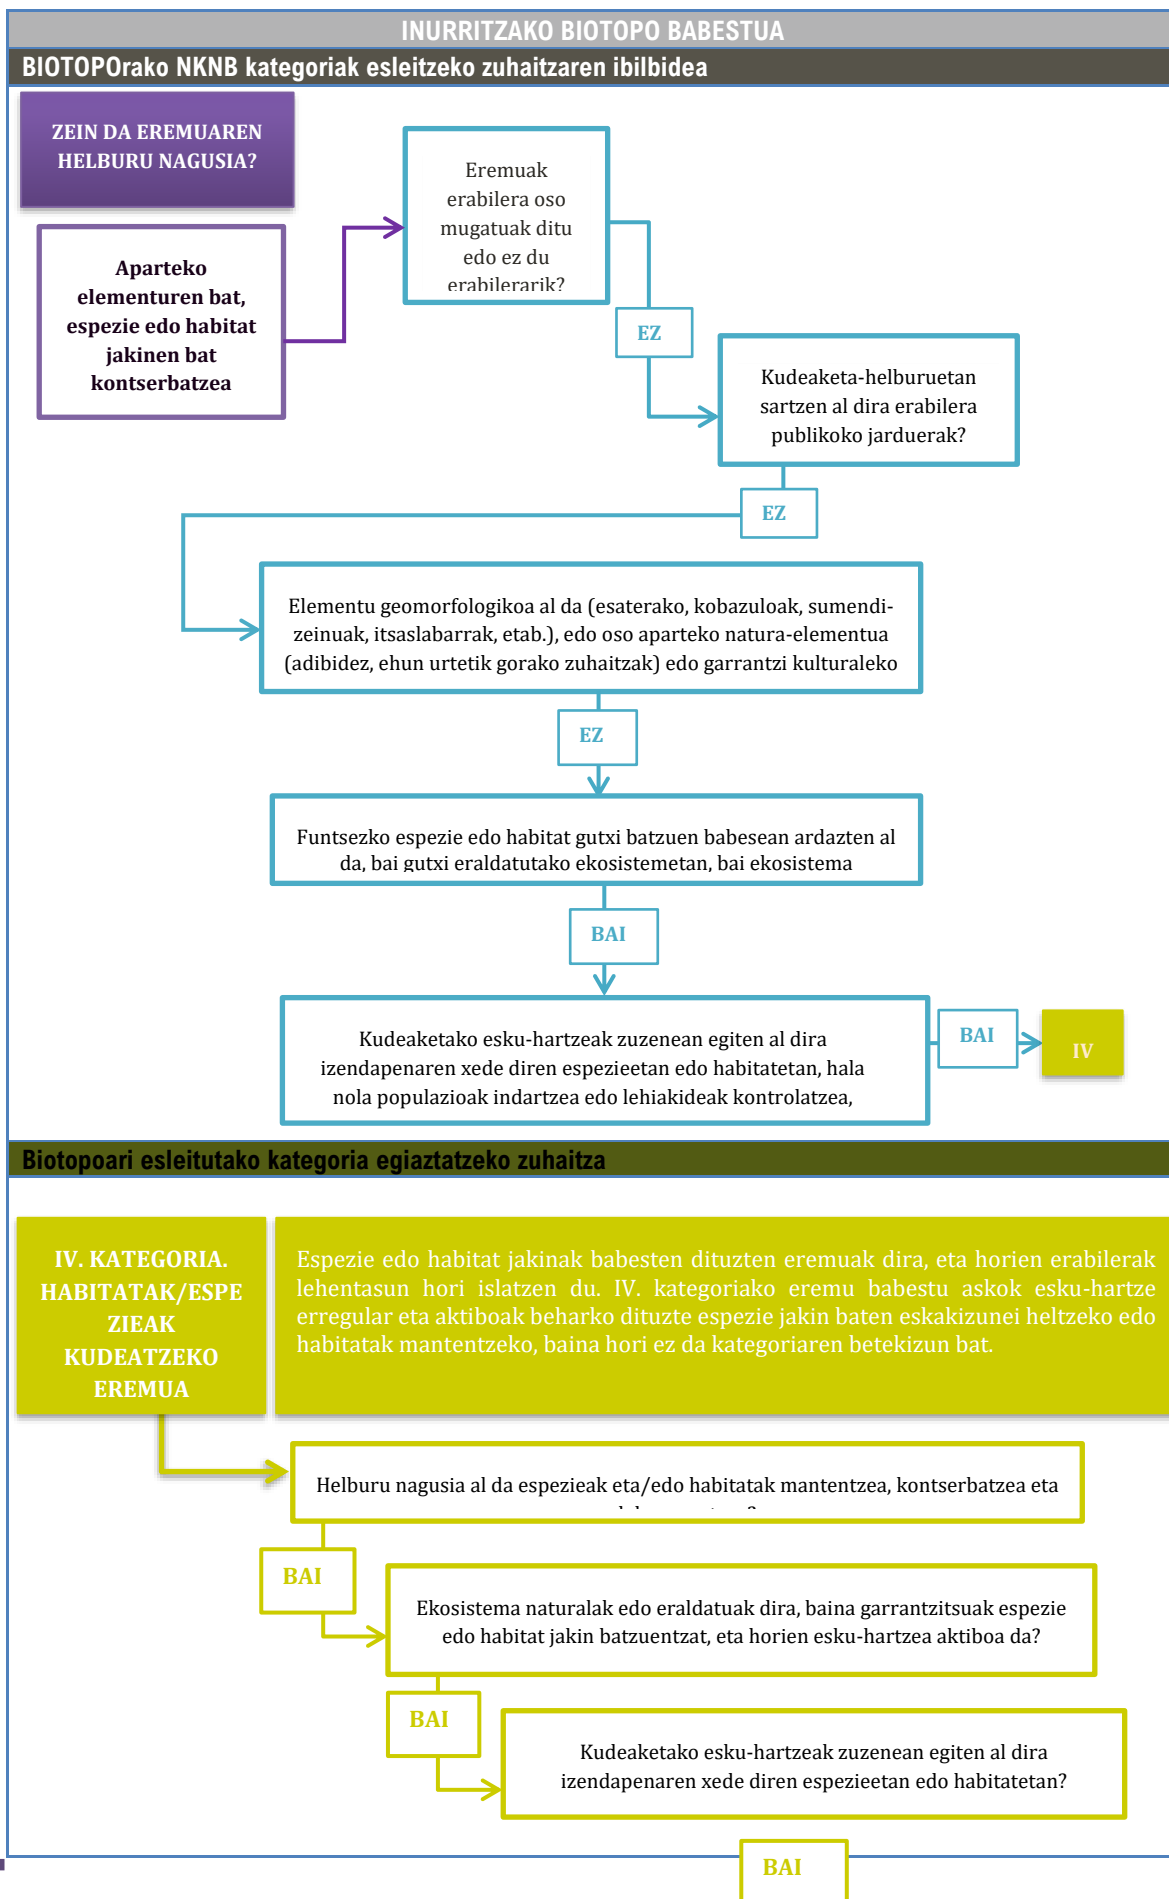 INURRITZAKO BIOTOPO BABESTUA
BIOTOPOrako NKNB kategoriak esleitzeko zuhaitzaren ibilbidea
ZEIN DA EREMUAREN
HELBURU NAGUSIA?
Aparteko
elementuren bat,
espezie edo habitat
jakinen bat
kontserbatzea
Eremuak
erabilera oso
mugatuak ditu
edo ez du
erabilerarik?
EZ
Kudeaketa-helburuetan
sartzen al dira erabilera
publikoko jarduerak?
EZ
Elementu geomorfologikoa al da (esaterako, kobazuloak, sumendi-
zeinuak, itsaslabarrak, etab.), edo oso aparteko natura-elementua
(adibidez, ehun urtetik gorako zuhaitzak) edo garrantzi kulturaleko
EZ
Funtsezko espezie edo habitat gutxi batzuen babesean ardazten al
da, bai gutxi eraldatutako ekosistemetan, bai ekosistema
BAI
Kudeaketako esku-hartzeak zuzenean egiten al dira
izendapenaren xede diren espezieetan edo habitatetan, hala
nola populazioak indartzea edo lehiakideak kontrolatzea,
BAI
IV
Biotopoari esleitutako kategoria egiaztatzeko zuhaitza
IV. KATEGORIA.
HABITATAK/ESPE
ZIEAK
KUDEATZEKO
EREMUA
Espezie edo habitat jakinak babesten dituzten eremuak dira, eta horien erabilerak
lehentasun hori islatzen du. IV. kategoriako eremu babestu askok esku-hartze
erregular eta aktiboak beharko dituzte espezie jakin baten eskakizunei heltzeko edo
habitatak mantentzeko, baina hori ez da kategoriaren betekizun bat.
Helburu nagusia al da espezieak eta/edo habitatak mantentzea, kontserbatzea eta
BAI
Ekosistema naturalak edo eraldatuak dira, baina garrantzitsuak espezie
edo habitat jakin batzuentzat, eta horien esku-hartzea aktiboa da?
BAI
Kudeaketako esku-hartzeak zuzenean egiten al dira
izendapenaren xede diren espezieetan edo habitatetan?
BAI